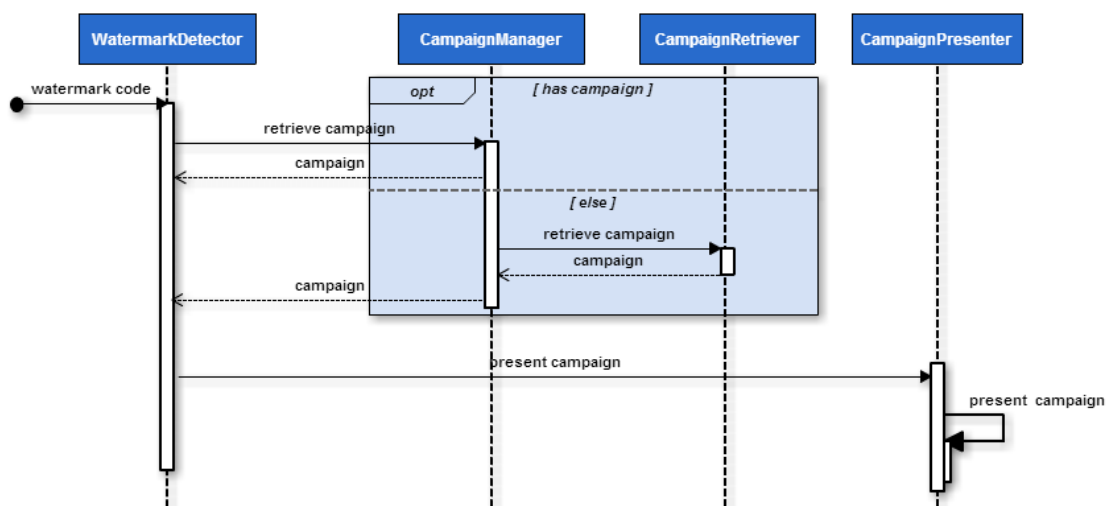 WatermarkDetector
CampaignManager
CampaignRetriever
CampaignPresenter
watermark code
opt
[ has campaign ]
retrieve campaign
campaign
[ else ]
retrieve campaign
campaign
campaign
present campaign
present campaign